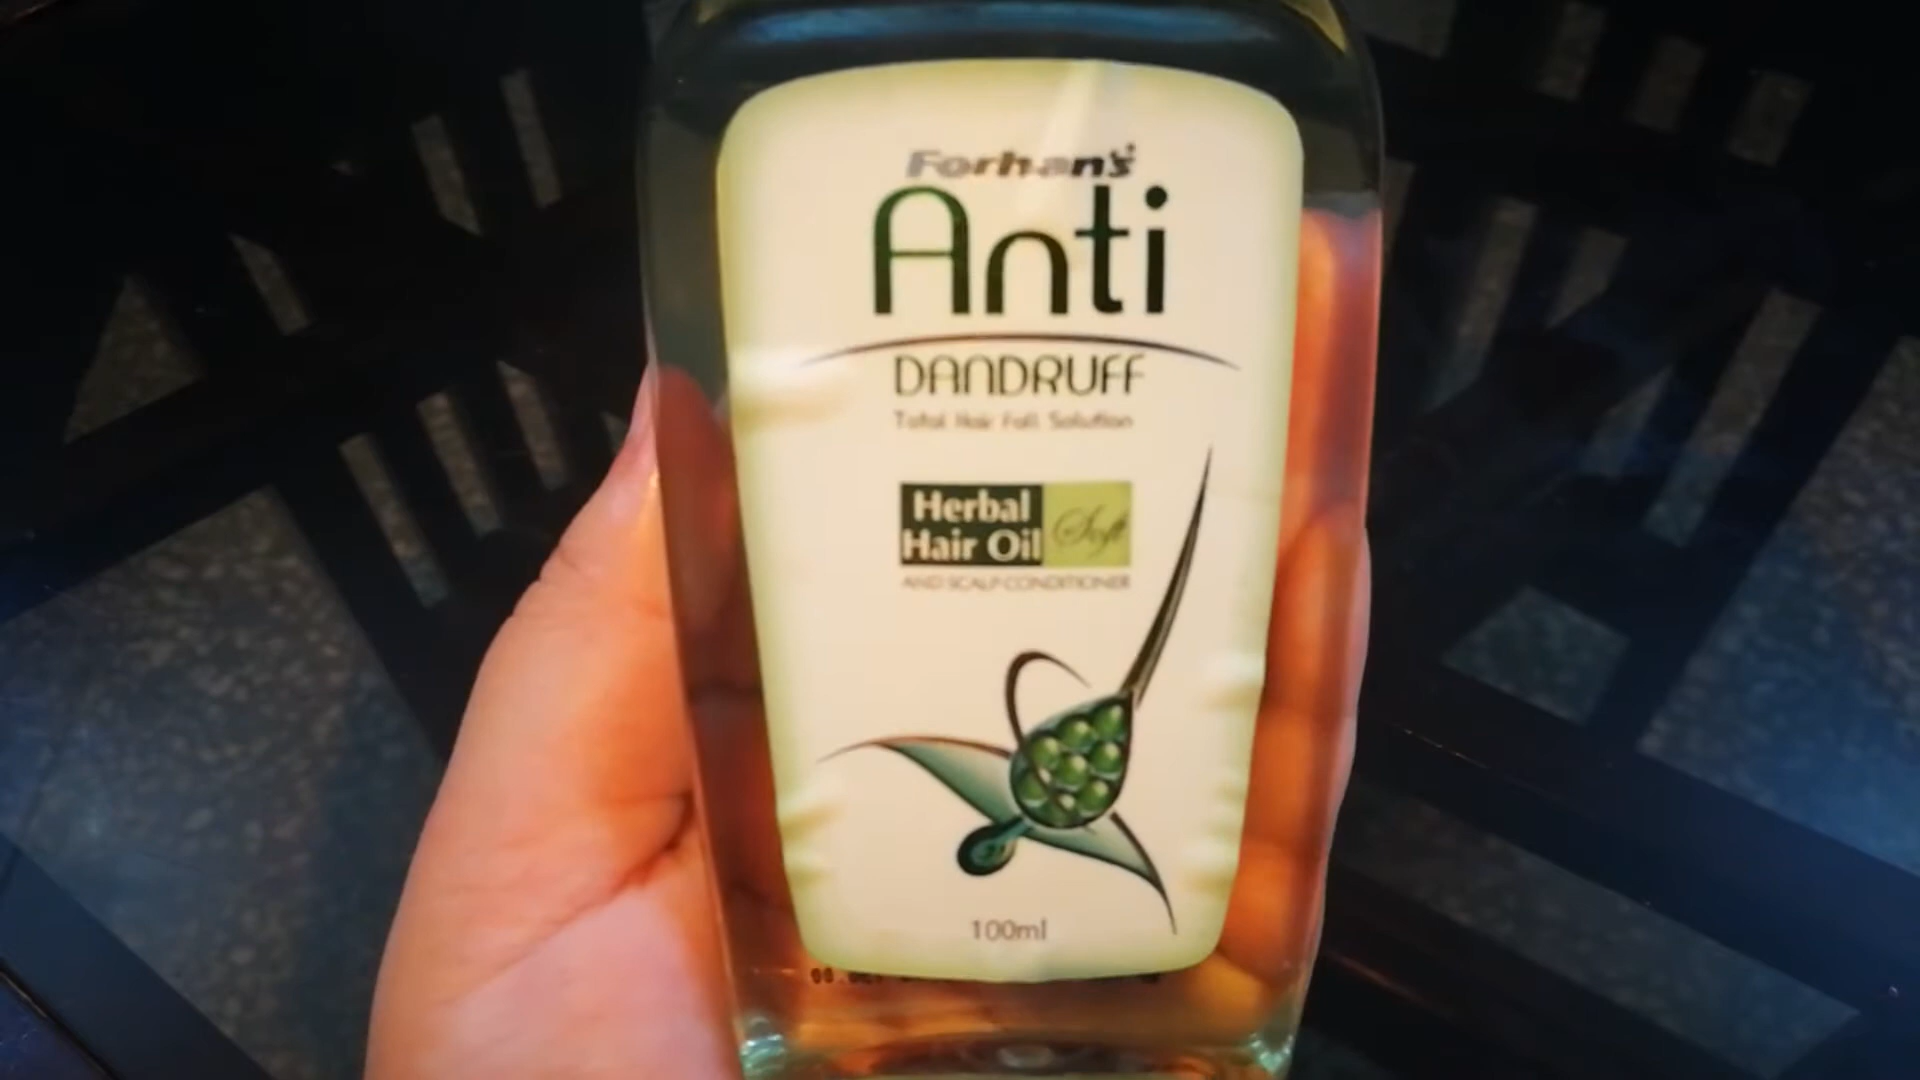 Forhan's
Anti
DANDRUFF
Total Hair Fall Solution
Herbal
Hair Oil
Soft
AND SCALP CONDITIONER
100ml